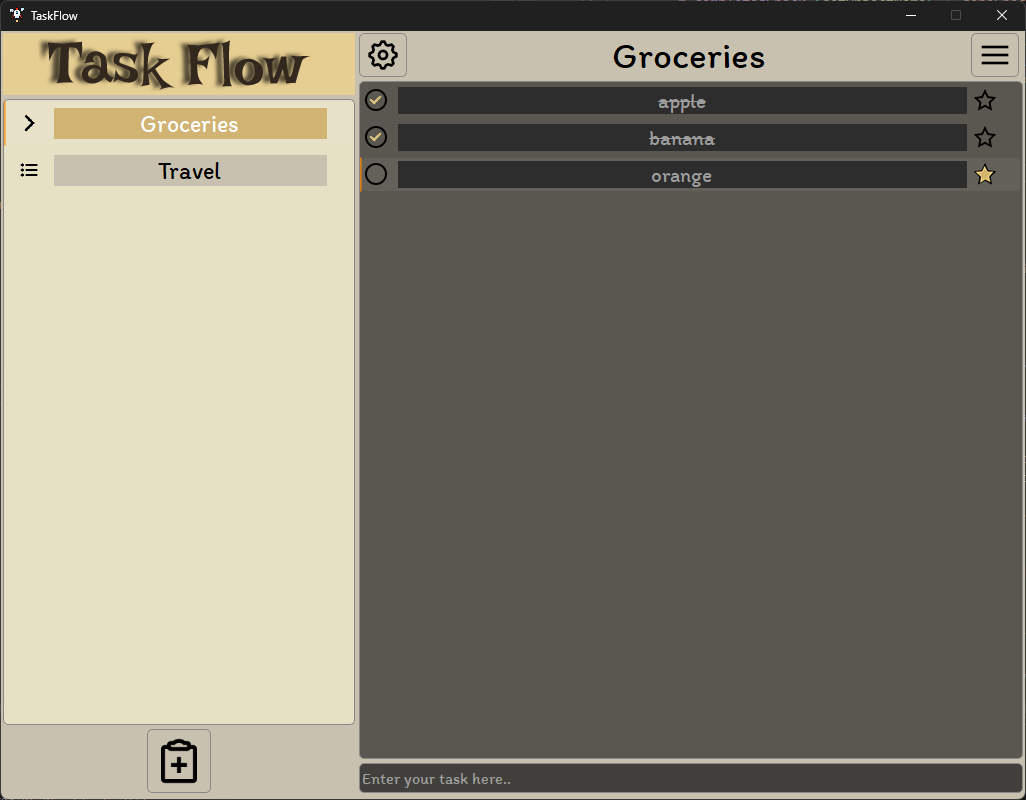 TaskFlow
Task Flow
Groceries
Travel
Groceries
apple
banana
orange
Enter your task here..